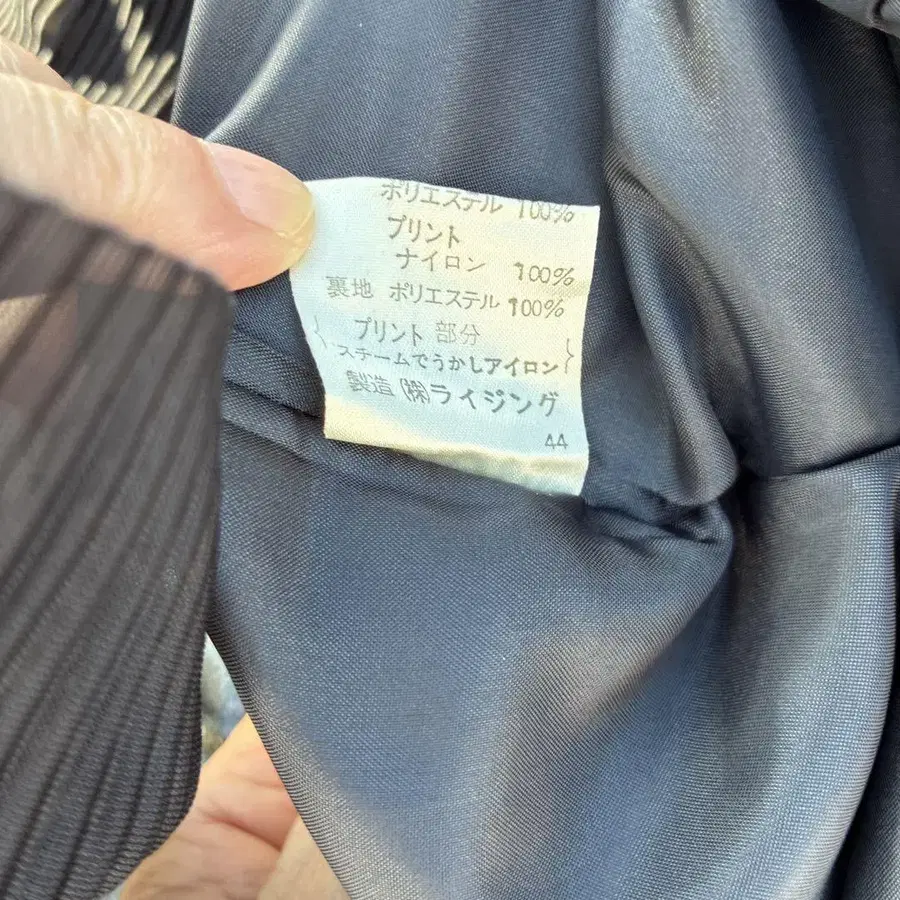 ポリエステル 100%
プリント
ナイロン 100%
裏地 ポリエステル 100%
プリント部分
スチームでうかしアイロン
製造 ㈱ライジング
44